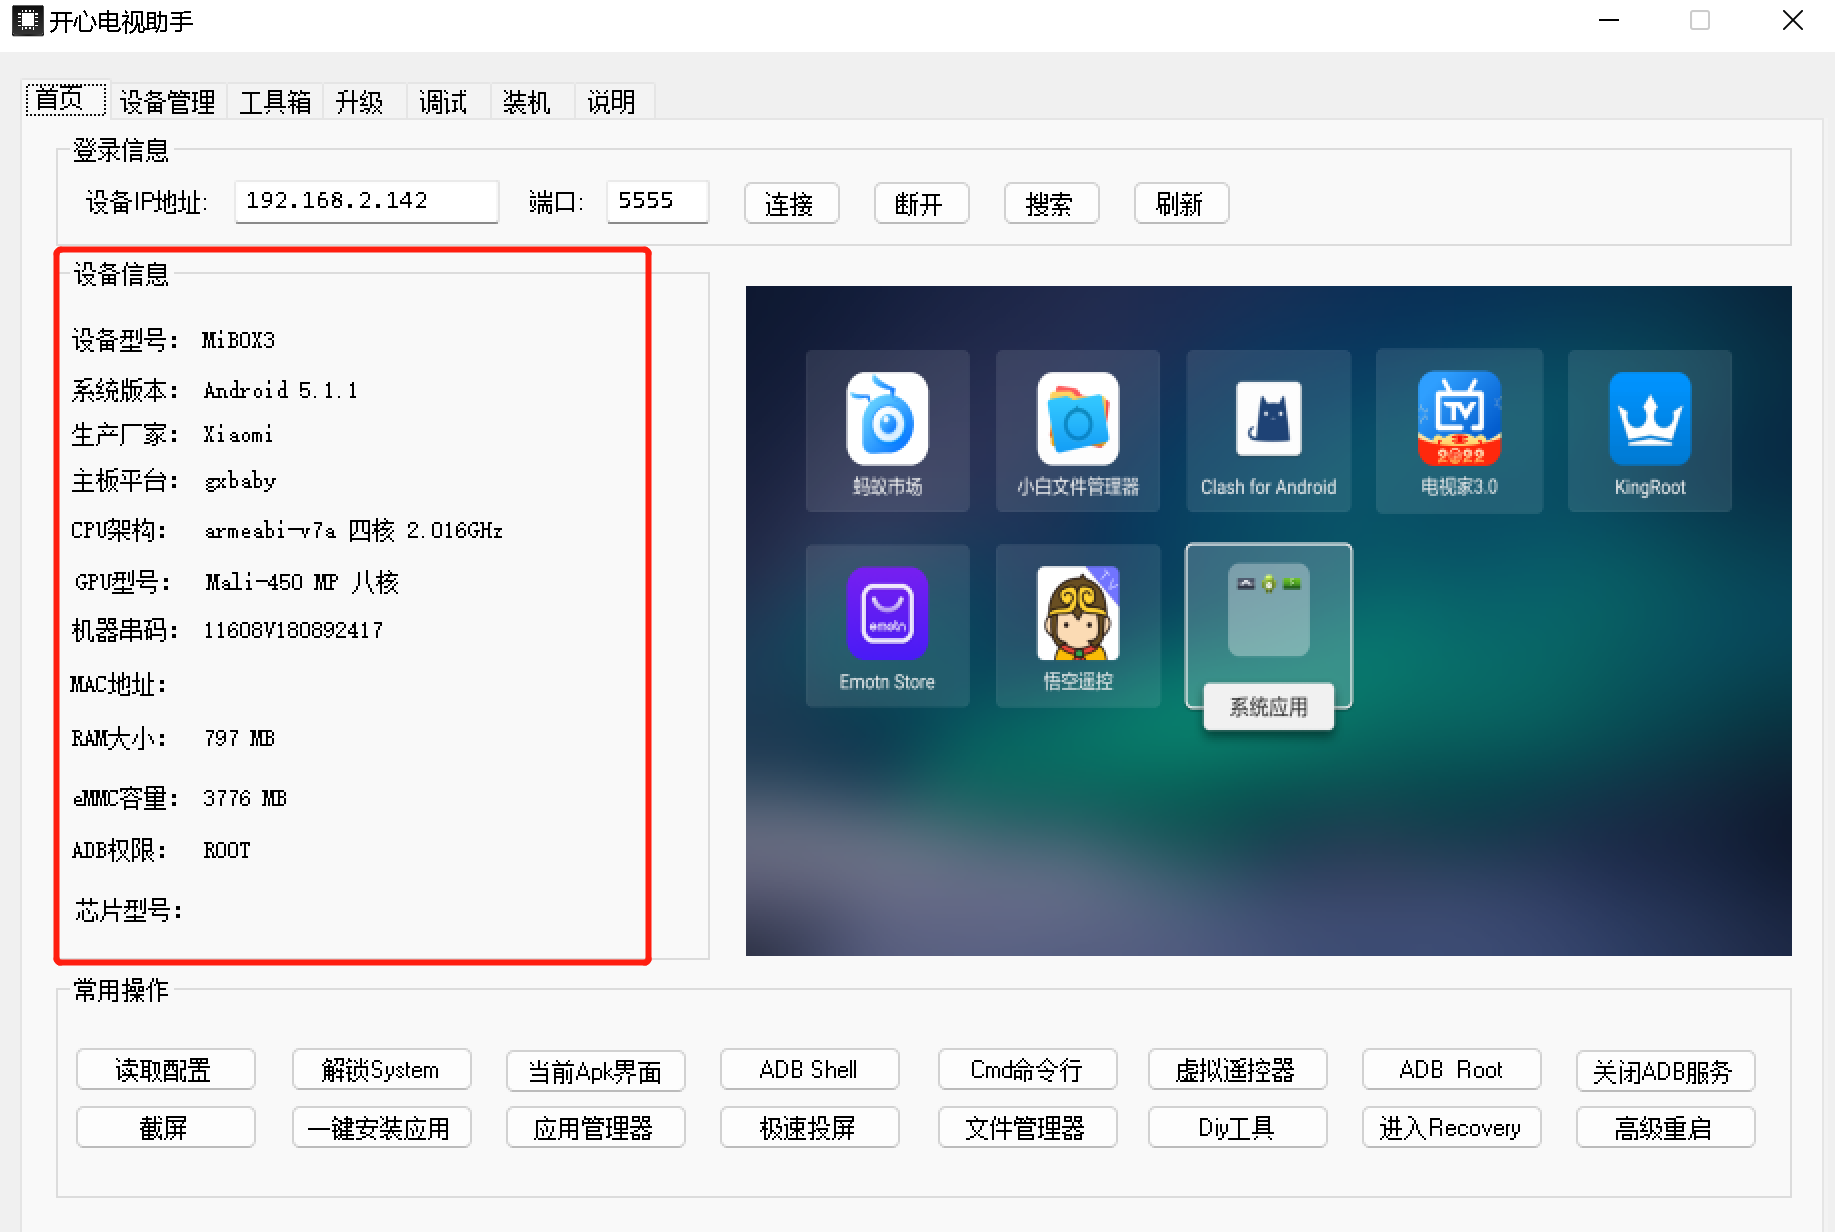 开心电视助手
首页 设备管理 工具箱 升级 调试 装机 说明
登录信息
设备IP地址: 192.168.2.142 端口: 5555 连接 断开 搜索 刷新
设备信息
设备型号: MiBOX3
系统版本: Android 5.1.1
生产厂家: Xiaomi
主板平台: gxbaby
CPU架构: armeabi-v7a 四核 2.016GHz
GPU型号: Mali-450 MP 八核
机器串码: 11608V180892417
MAC地址:
RAM大小: 797 MB
eMMC容量: 3776 MB
ADB权限: ROOT
芯片型号:
TV
2022
蚂蚁市场 小白文件管理器 Clash for Android 电视家3.0 KingRoot
emotn
TV
Emotn Store 悟空遥控
系统应用
常用操作
读取配置 解锁System 当前Apk界面 ADB Shell Cmd命令行 虚拟遥控器 ADB Root 关闭ADB服务
截屏 一键安装应用 应用管理器 极速投屏 文件管理器 Diy工具 进入Recovery 高级重启